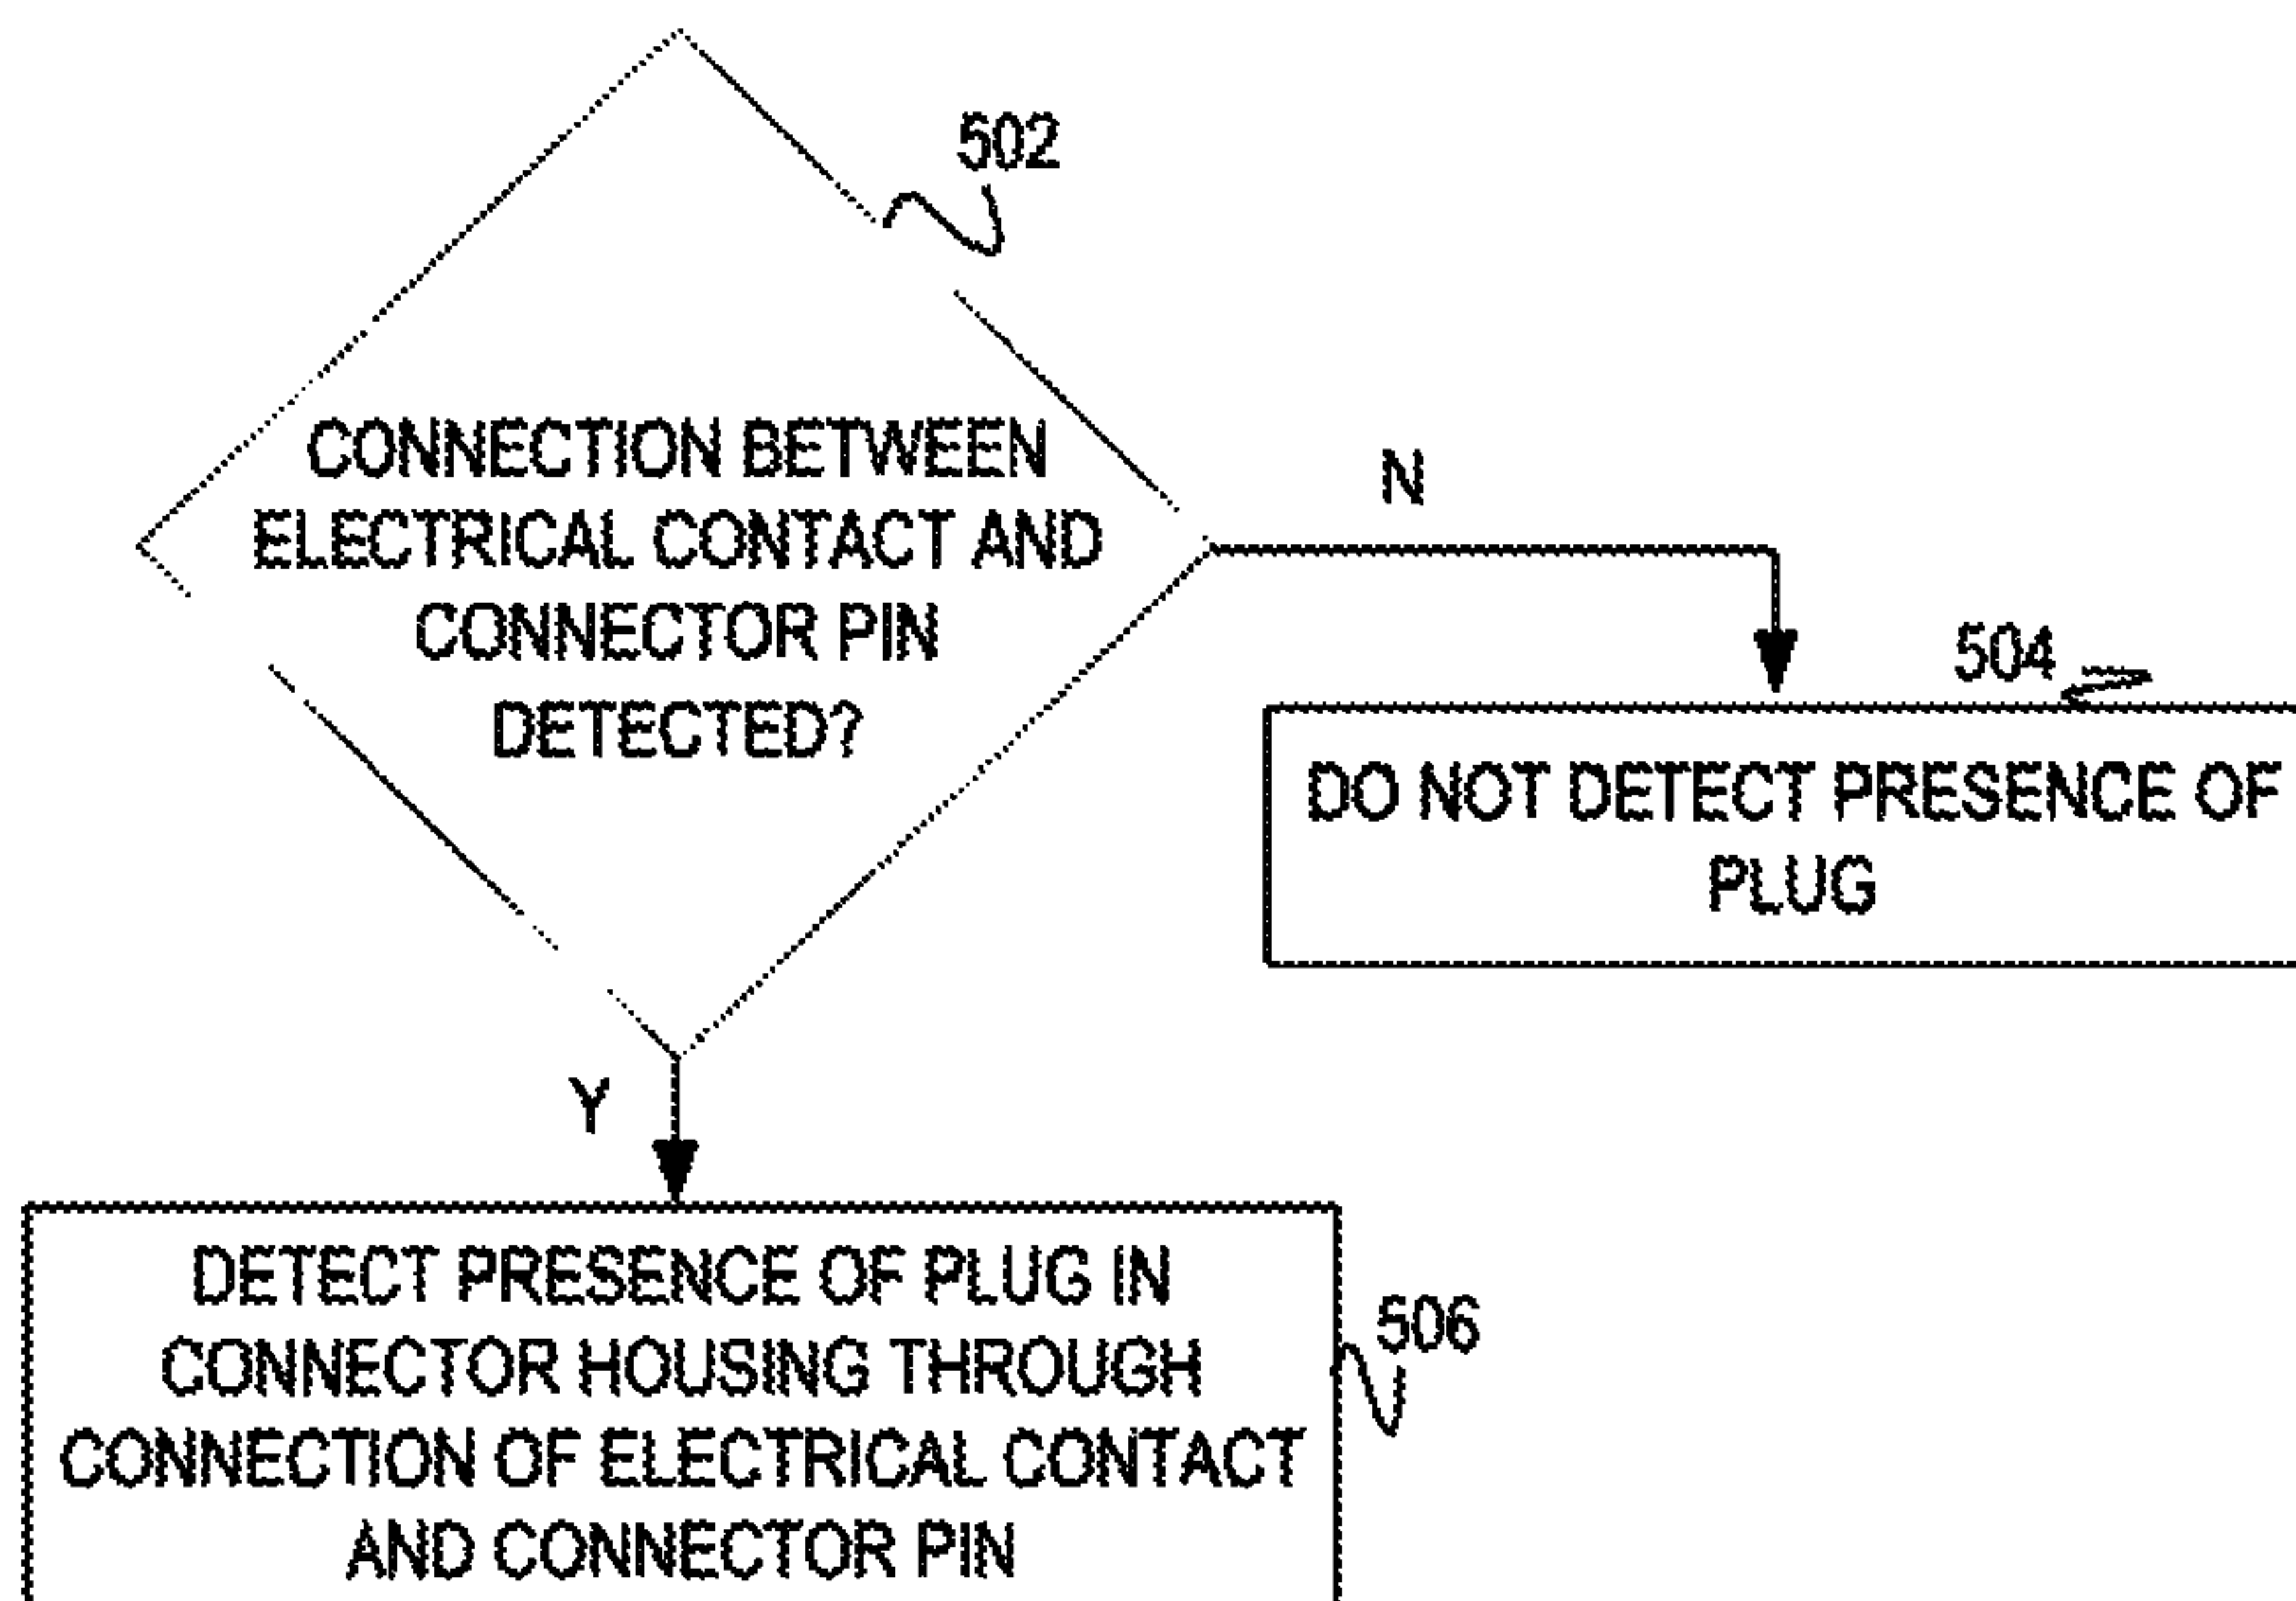 502
CONNECTION BETWEEN
ELECTRICAL CONTACT AND
CONNECTOR PIN
DETECTED?
N
504
DO NOT DETECT PRESENCE OF
PLUG
Y
DETECT PRESENCE OF PLUG IN
CONNECTOR HOUSING THROUGH
CONNECTION OF ELECTRICAL CONTACT
AND CONNECTOR PIN
506